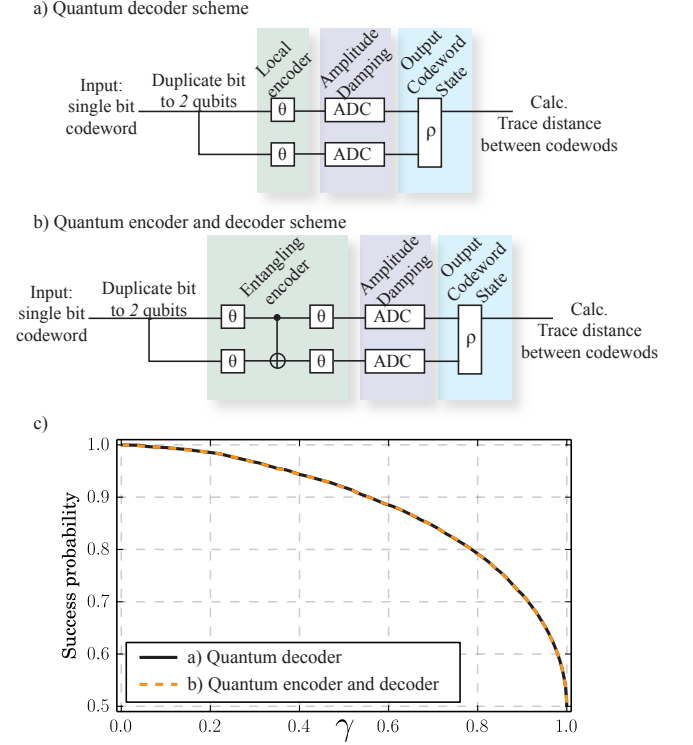 a) Quantum decoder scheme
Local
encoder
Amplitude
Damping
Output
Codeword
State
Input:
single bit
codeword
Duplicate bit
to 2 qubits
θ
ADC
ρ
θ
ADC
Calc.
Trace distance
between codewods
b) Quantum encoder and decoder scheme
Entangling
encoder
Amplitude
Damping
Output
Codeword
State
Input:
single bit
codeword
Duplicate bit
to 2 qubits
θ
θ
ADC
ρ
θ
θ
ADC
Calc.
Trace distance
between codewods
c)
1.0
0.9
0.8
0.7
0.6
0.5
Success probability
a) Quantum decoder
b) Quantum encoder and decoder
0.0 0.2 0.4 0.6 0.8 1.0
γ